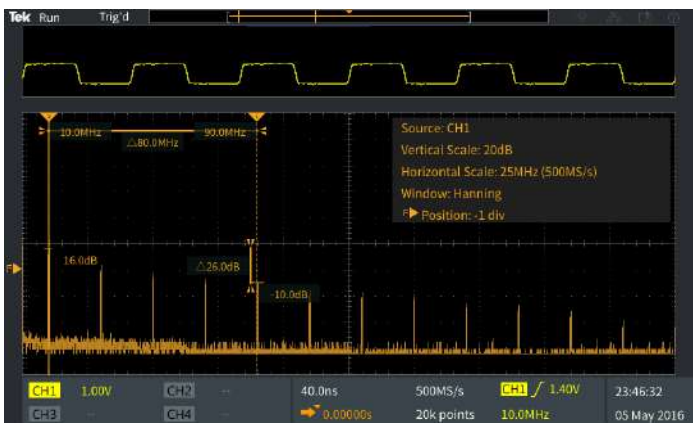 Tek Run Trig'd
10.0MHz 90.0MHz
△80.0MHz
Source: CH1
Vertical Scale: 20dB
Horizontal Scale: 25MHz (500MS/s)
Window: Hanning
F Position: -1 div
16.0dB
△26.0dB
-10.0dB
F
CH1 1.00V CH2 -- 40.0ns 500MS/s CH1 1.40V 23:46:32
CH3 -- CH4 -- 0.00000s 20k points 10.0MHz 05 May 2016